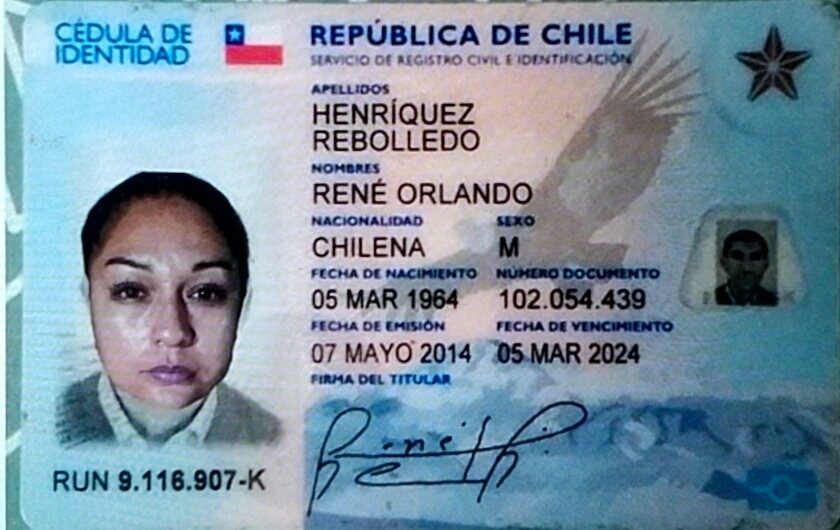 CÉDULA DE
IDENTIDAD
REPÚBLICA DE CHILE
SERVICIO DE REGISTRO CIVIL E IDENTIFICACIÓN
APELLIDOS
HENRÍQUEZ
REBOLLEDO
NOMBRES
RENÉ ORLANDO
NACIONALIDAD SEXO
CHILENA M
FECHA DE NACIMIENTO NÚMERO DOCUMENTO
05 MAR 1964 102.054.439
FECHA DE EMISIÓN FECHA DE VENCIMIENTO
07 MAYO 2014 05 MAR 2024
FIRMA DEL TITULAR
RUN 9.116.907-K